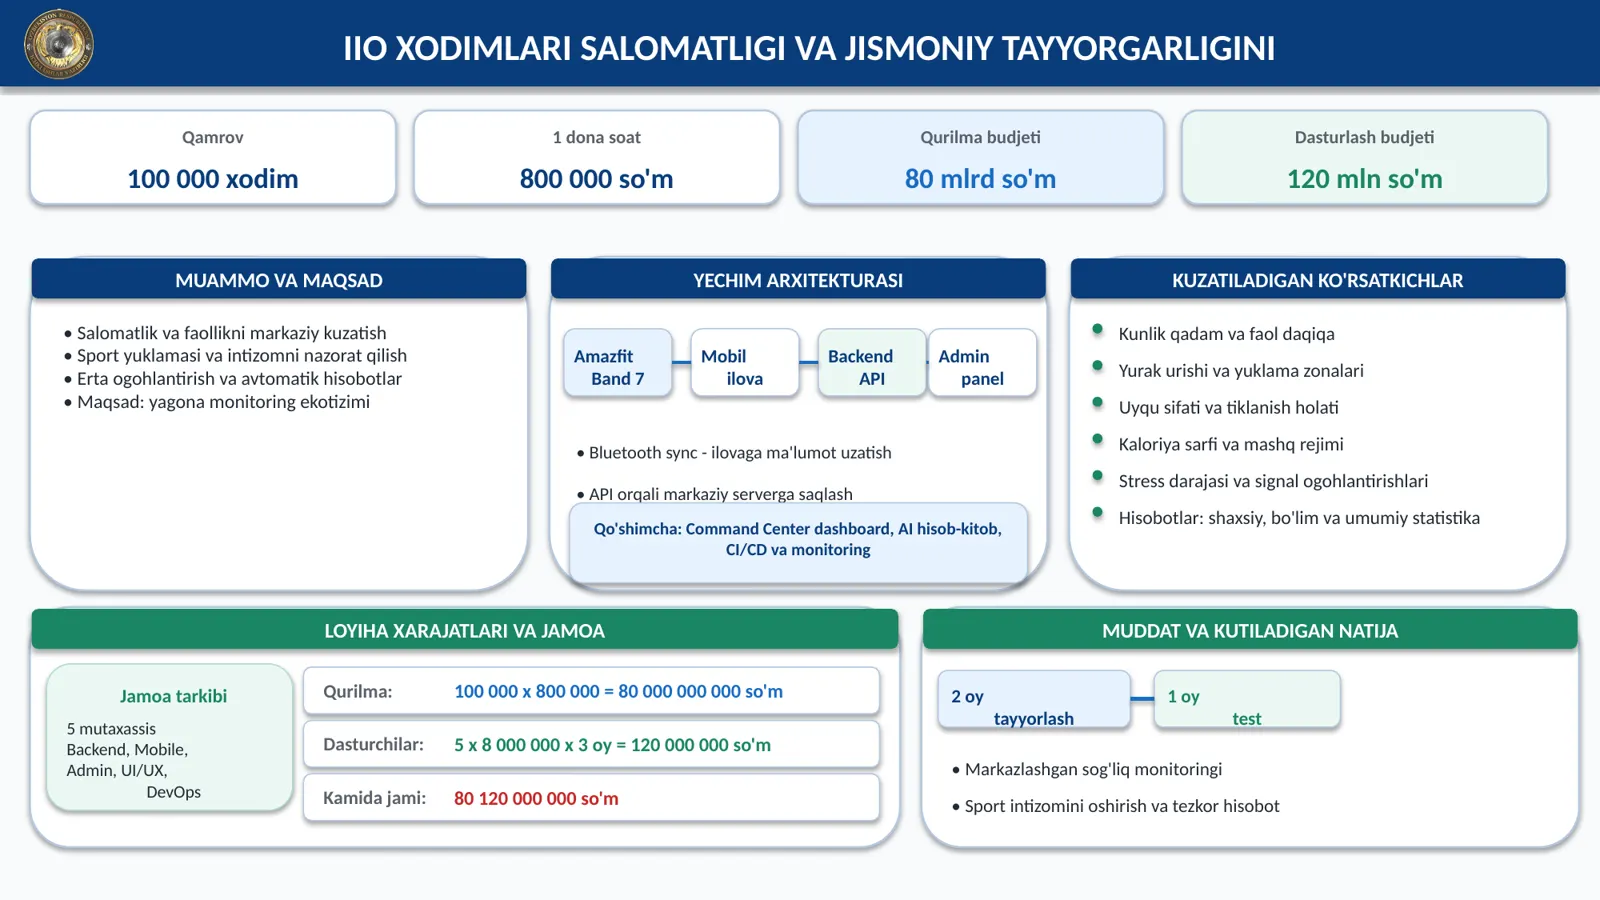 IIO XODIMLARI SALOMATLIGI VA JISMONIY TAYYORGARLIGINI
Qamrov
100 000 xodim
1 dona soat
800 000 so'm
Qurilma budjeti
80 mlrd so'm
Dasturlash budjeti
120 mln so'm
MUAMMO VA MAQSAD
• Salomatlik va faollikni markaziy kuzatish
• Sport yuklamasi va intizomni nazorat qilish
• Erta ogohlantirish va avtomatik hisobotlar
• Maqsad: yagona monitoring ekotizimi
YECHIM ARXITEKTURASI
Amazfit
Band 7
Mobil
ilova
Backend
API
Admin
panel
• Bluetooth sync - ilovaga ma'lumot uzatish
• API orqali markaziy serverga saqlash
Qo'shimcha: Command Center dashboard, AI hisob-kitob,
CI/CD va monitoring
KUZATILADIGAN KO'RSATKICHLAR
Kunlik qadam va faol daqiqa
Yurak urishi va yuklama zonalari
Uyqu sifati va tiklanish holati
Kaloriya sarfi va mashq rejimi
Stress darajasi va signal ogohlantirishlari
Hisobotlar: shaxsiy, bo'lim va umumiy statistika
LOYIHA XARAJATLARI VA JAMOA
Jamoa tarkibi
5 mutaxassis
Backend, Mobile,
Admin, UI/UX,
DevOps
Qurilma: 100 000 x 800 000 = 80 000 000 000 so'm
Dasturchilar: 5 x 8 000 000 x 3 oy = 120 000 000 so'm
Kamida jami: 80 120 000 000 so'm
MUDDAT VA KUTILADIGAN NATIJA
2 oy
tayyorlash
1 oy
test
• Markazlashgan sog'liq monitoringi
• Sport intizomini oshirish va tezkor hisobot